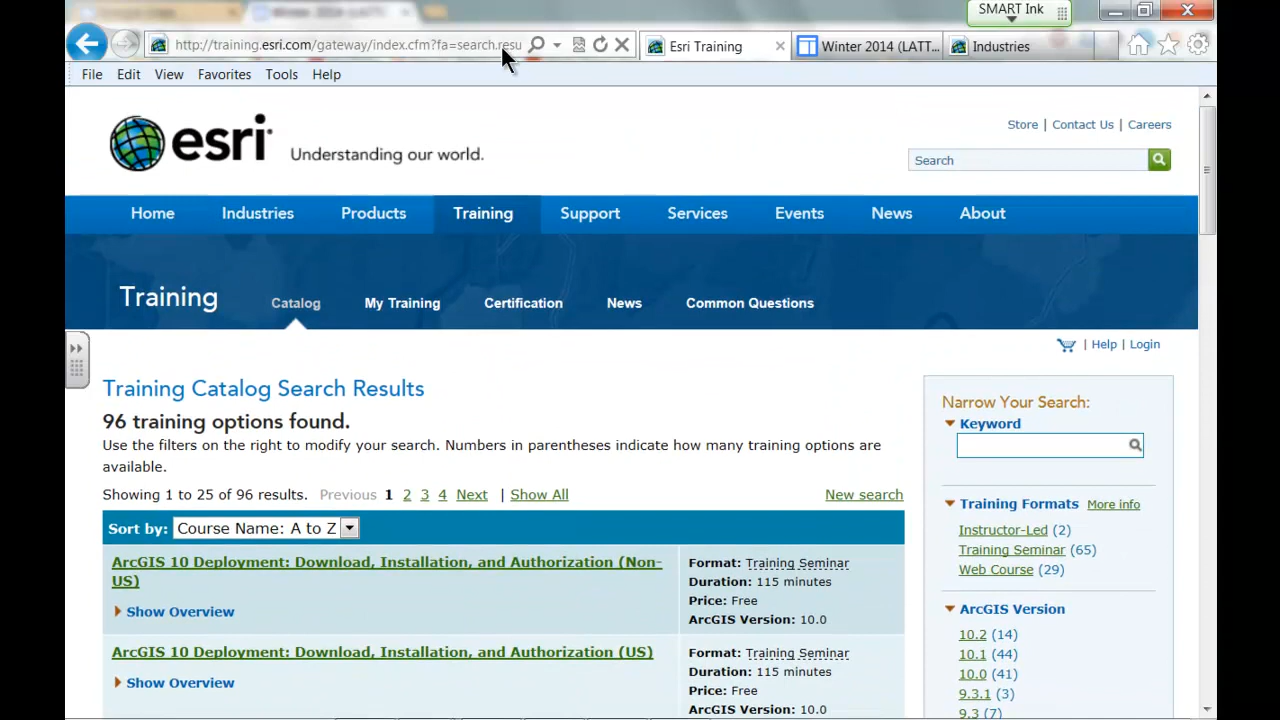 SMART Ink
http://training.esri.com/gateway/index.cfm?fa=search.resu
Esri Training
Winter 2014 (LATT...
Industries
File Edit View Favorites Tools Help
esri
Understanding our world.
Store | Contact Us | Careers
Search
Home Industries Products Training Support Services Events News About
Training
Catalog My Training Certification News Common Questions
| Help | Login
Training Catalog Search Results
96 training options found.
Use the filters on the right to modify your search. Numbers in parentheses indicate how many training options are
available.
Showing 1 to 25 of 96 results. Previous 1 2 3 4 Next | Show All
New search
Sort by: Course Name: A to Z
ArcGIS 10 Deployment: Download, Installation, and Authorization (Non-
US)
Show Overview
Format: Training Seminar
Duration: 115 minutes
Price: Free
ArcGIS Version: 10.0
ArcGIS 10 Deployment: Download, Installation, and Authorization (US)
Show Overview
Format: Training Seminar
Duration: 115 minutes
Price: Free
ArcGIS Version: 10.0
Narrow Your Search:
Keyword
Training Formats More info
Instructor-Led (2)
Training Seminar (65)
Web Course (29)
ArcGIS Version
10.2 (14)
10.1 (44)
10.0 (41)
9.3.1 (3)
9.3 (7)